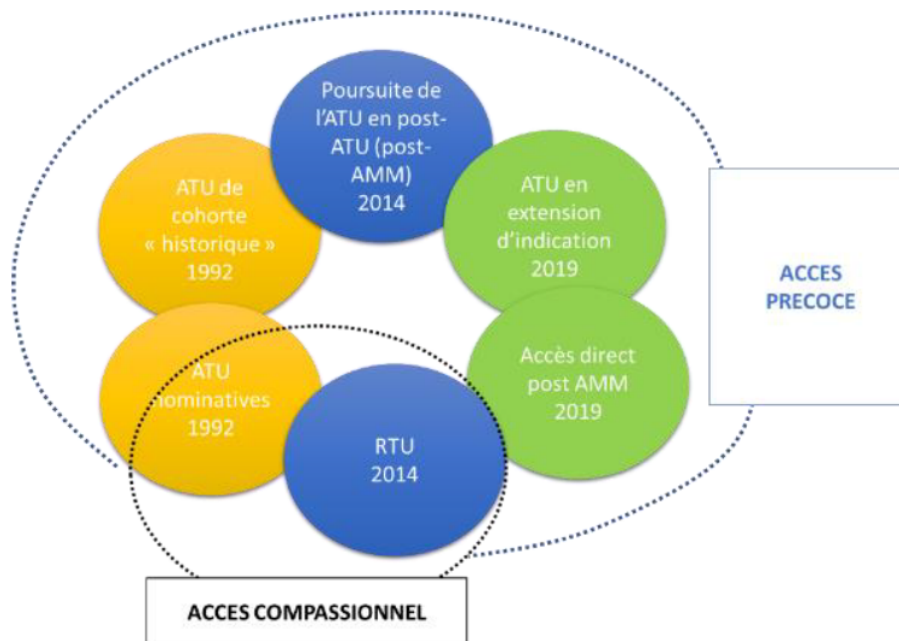 Poursuite de
l'ATU en post-
ATU (post-
AMM)
2014
ATU de
cohorte
« historique »
1992
ATU en
extension
d'indication
2019
ACCES
PRECOCE
ATU
nominatives
1992
Accès direct
post AMM
2019
RTU
2014
ACCES COMPASSIONNEL